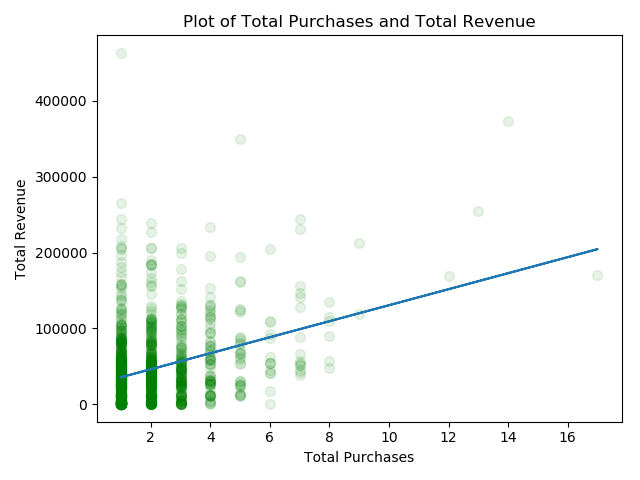 Plot of Total Purchases and Total Revenue
Total Revenue
400000
300000
200000
100000
0
2 4 6 8 10 12 14 16
Total Purchases